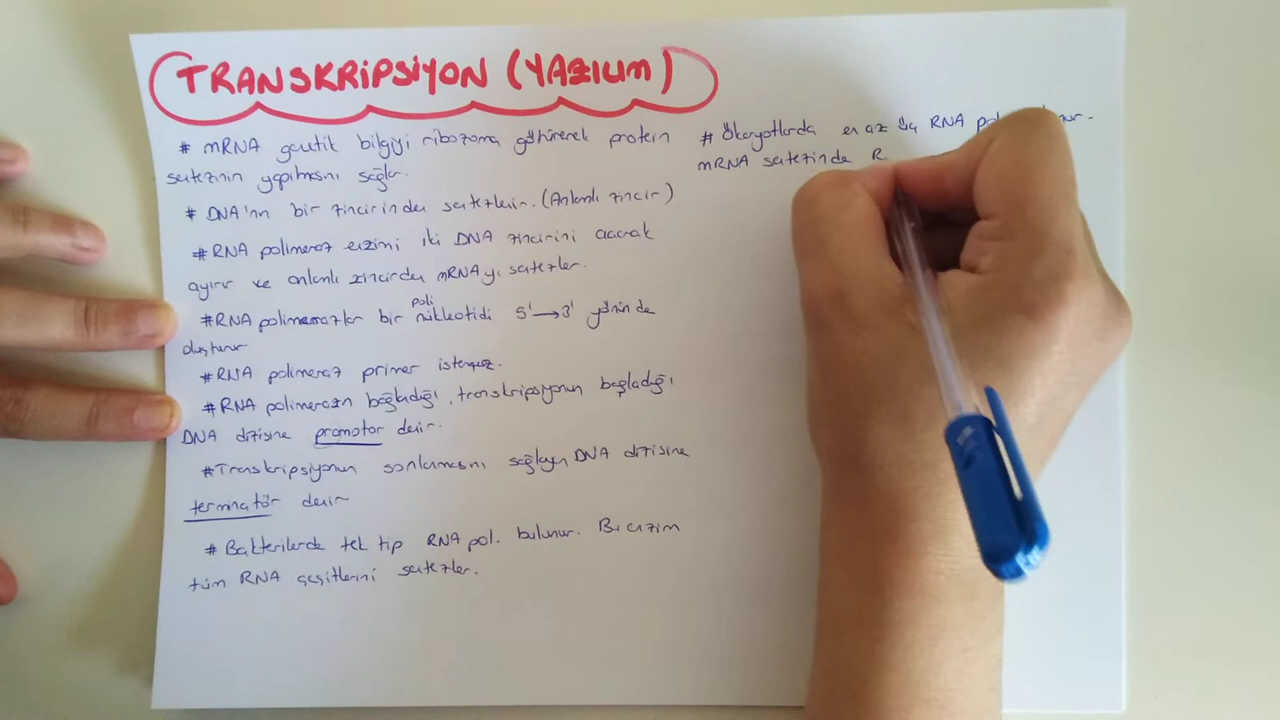 TRANSKRİPSİYON (YAZILIM)
# mRNA genetik bilgiyi ribozoma götürerek protein
sentezinin yapılmasını sağlar.
# DNA'nın bir zincirinden sentezlenir. (Anlamlı zincir)
#RNA polimeraz enzimi iki DNA zincirini açarak
ayırır ve anlamlı zincirden mRNA yı sentezler.
#RNA polimerazlar bir poli nükleotidi 5' → 3' yönünde
oluşturur
#RNA polimeraz primer istemez.
#RNA polimerazın bağladığı, transkripsiyonun başladığı
DNA dizisine promotor denir.
#Transkripsiyonun sonlanmasını sağlayan DNA dizisine
terminatör denir
# Bakterilerde tek tip RNA pol. bulunur. Bu enzim
tüm RNA çeşitlerini sentezler.
# Ökaryotlarda en az üç RNA
mRNA sentezinde R